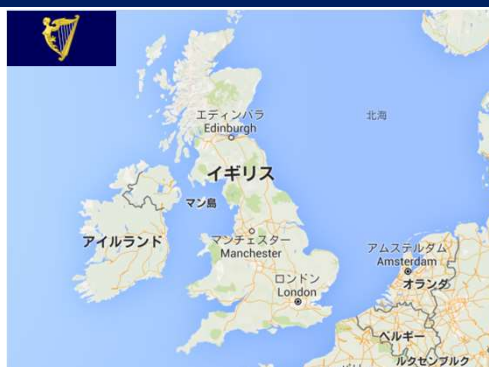 エディンバラ
Edinburgh
北海
イギリス
マン島
アイルランド
マンチェスター
Manchester
アムステルダム
Amsterdam
オランダ
ロンドン
London
ベルギー
ルクセンブルク